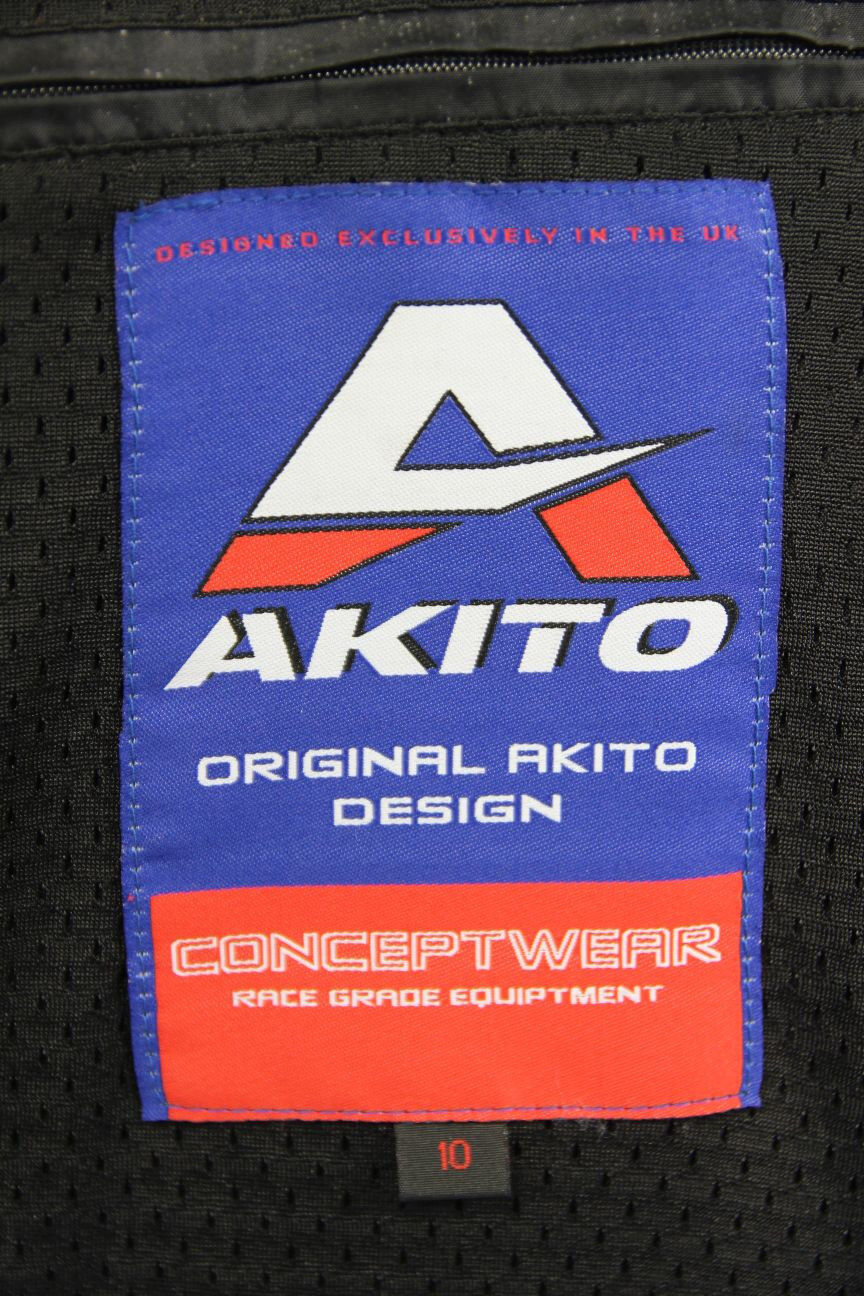 DESIGNED EXCLUSIVELY IN THE UK
AKITO
ORIGINAL AKITO
DESIGN
CONCEPTWEAR
RACE GRADE EQUIPTMENT
10